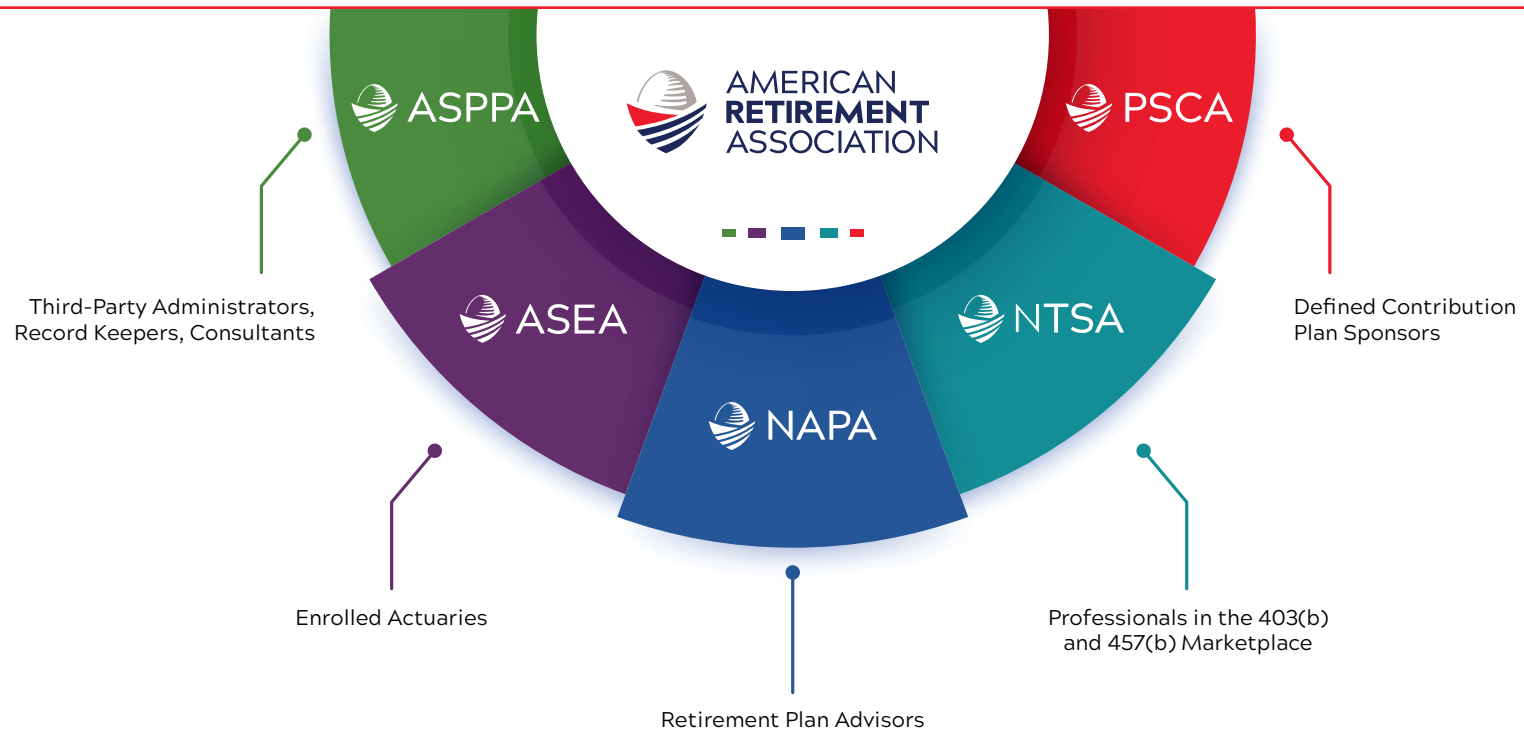 AMERICAN
RETIREMENT
ASSOCIATION
ASPPA
PSCA
ASEA
NTSA
NAPA
Third-Party Administrators,
Record Keepers, Consultants
Defined Contribution
Plan Sponsors
Enrolled Actuaries
Professionals in the 403(b)
and 457(b) Marketplace
Retirement Plan Advisors